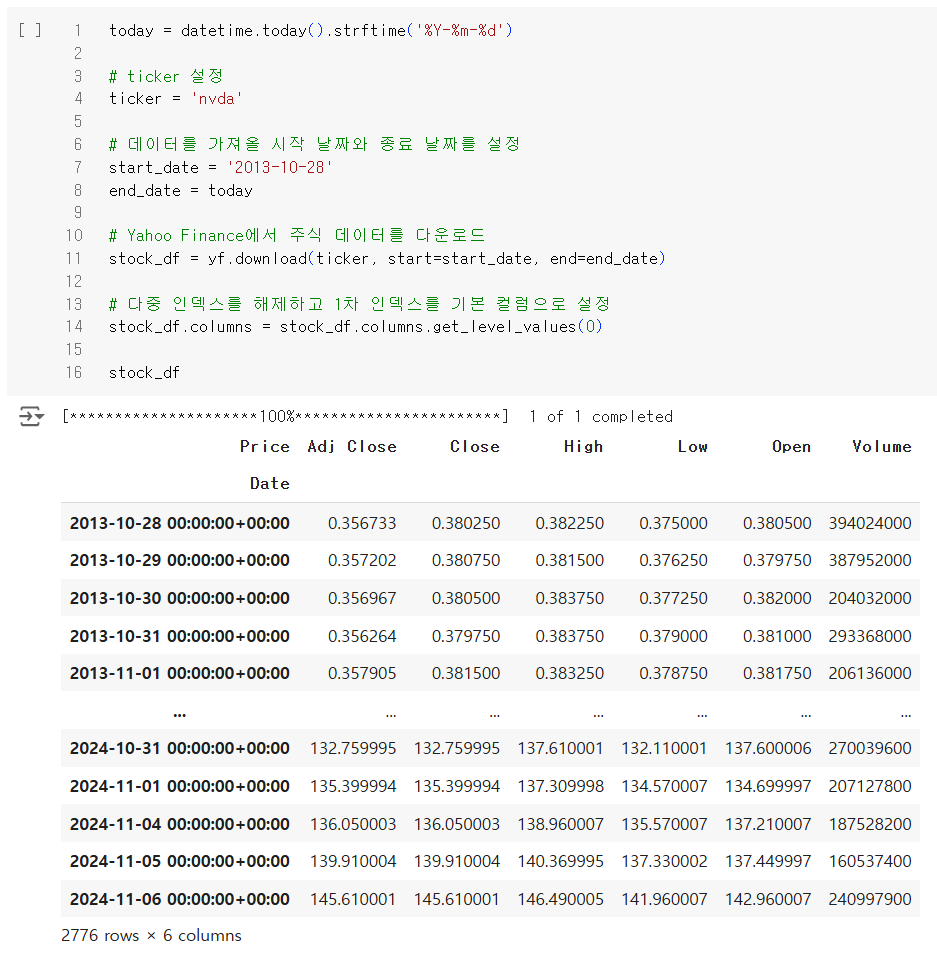 [ ] 1 today = datetime.today().strftime('%Y-%m-%d')
2
3 # ticker 설정
4 ticker = 'nvda'
5
6 # 데이터를 가져올 시작 날짜와 종료 날짜를 설정
7 start_date = '2013-10-28'
8 end_date = today
9
10 # Yahoo Finance에서 주식 데이터를 다운로드
11 stock_df = yf.download(ticker, start=start_date, end=end_date)
12
13 # 다중 인덱스를 해제하고 1차 인덱스를 기본 컬럼으로 설정
14 stock_df.columns = stock_df.columns.get_level_values(0)
15
16 stock_df
[*********************100%***********************] 1 of 1 completed
Price Adj Close Close High Low Open Volume
Date
2013-10-28 00:00:00+00:00 0.356733 0.380250 0.382250 0.375000 0.380500 394024000
2013-10-29 00:00:00+00:00 0.357202 0.380750 0.381500 0.376250 0.379750 387952000
2013-10-30 00:00:00+00:00 0.356967 0.380500 0.383750 0.377250 0.382000 204032000
2013-10-31 00:00:00+00:00 0.356264 0.379750 0.383750 0.379000 0.381000 293368000
2013-11-01 00:00:00+00:00 0.357905 0.381500 0.383250 0.378750 0.381750 206136000
... ... ... ... ... ... ...
2024-10-31 00:00:00+00:00 132.759995 132.759995 137.610001 132.110001 137.600006 270039600
2024-11-01 00:00:00+00:00 135.399994 135.399994 137.309998 134.570007 134.699997 207127800
2024-11-04 00:00:00+00:00 136.050003 136.050003 138.960007 135.570007 137.210007 187528200
2024-11-05 00:00:00+00:00 139.910004 139.910004 140.369995 137.330002 137.449997 160537400
2024-11-06 00:00:00+00:00 145.610001 145.610001 146.490005 141.960007 142.960007 240997900
2776 rows × 6 columns